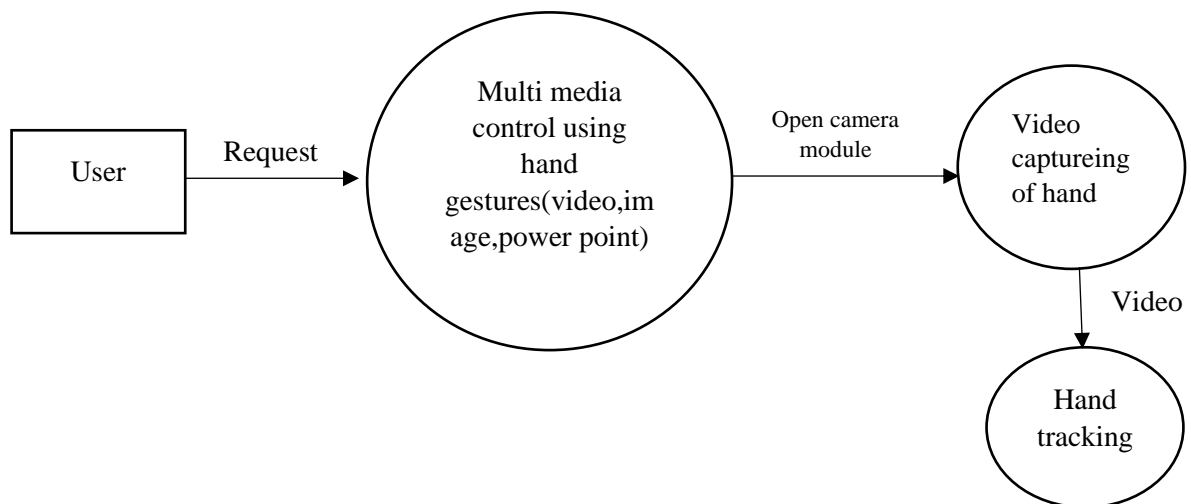 User
Request
Multi media
control using
hand
gestures(video,im
age,power point)
Open camera
module
Video
captureing
of hand
Video
Hand
tracking